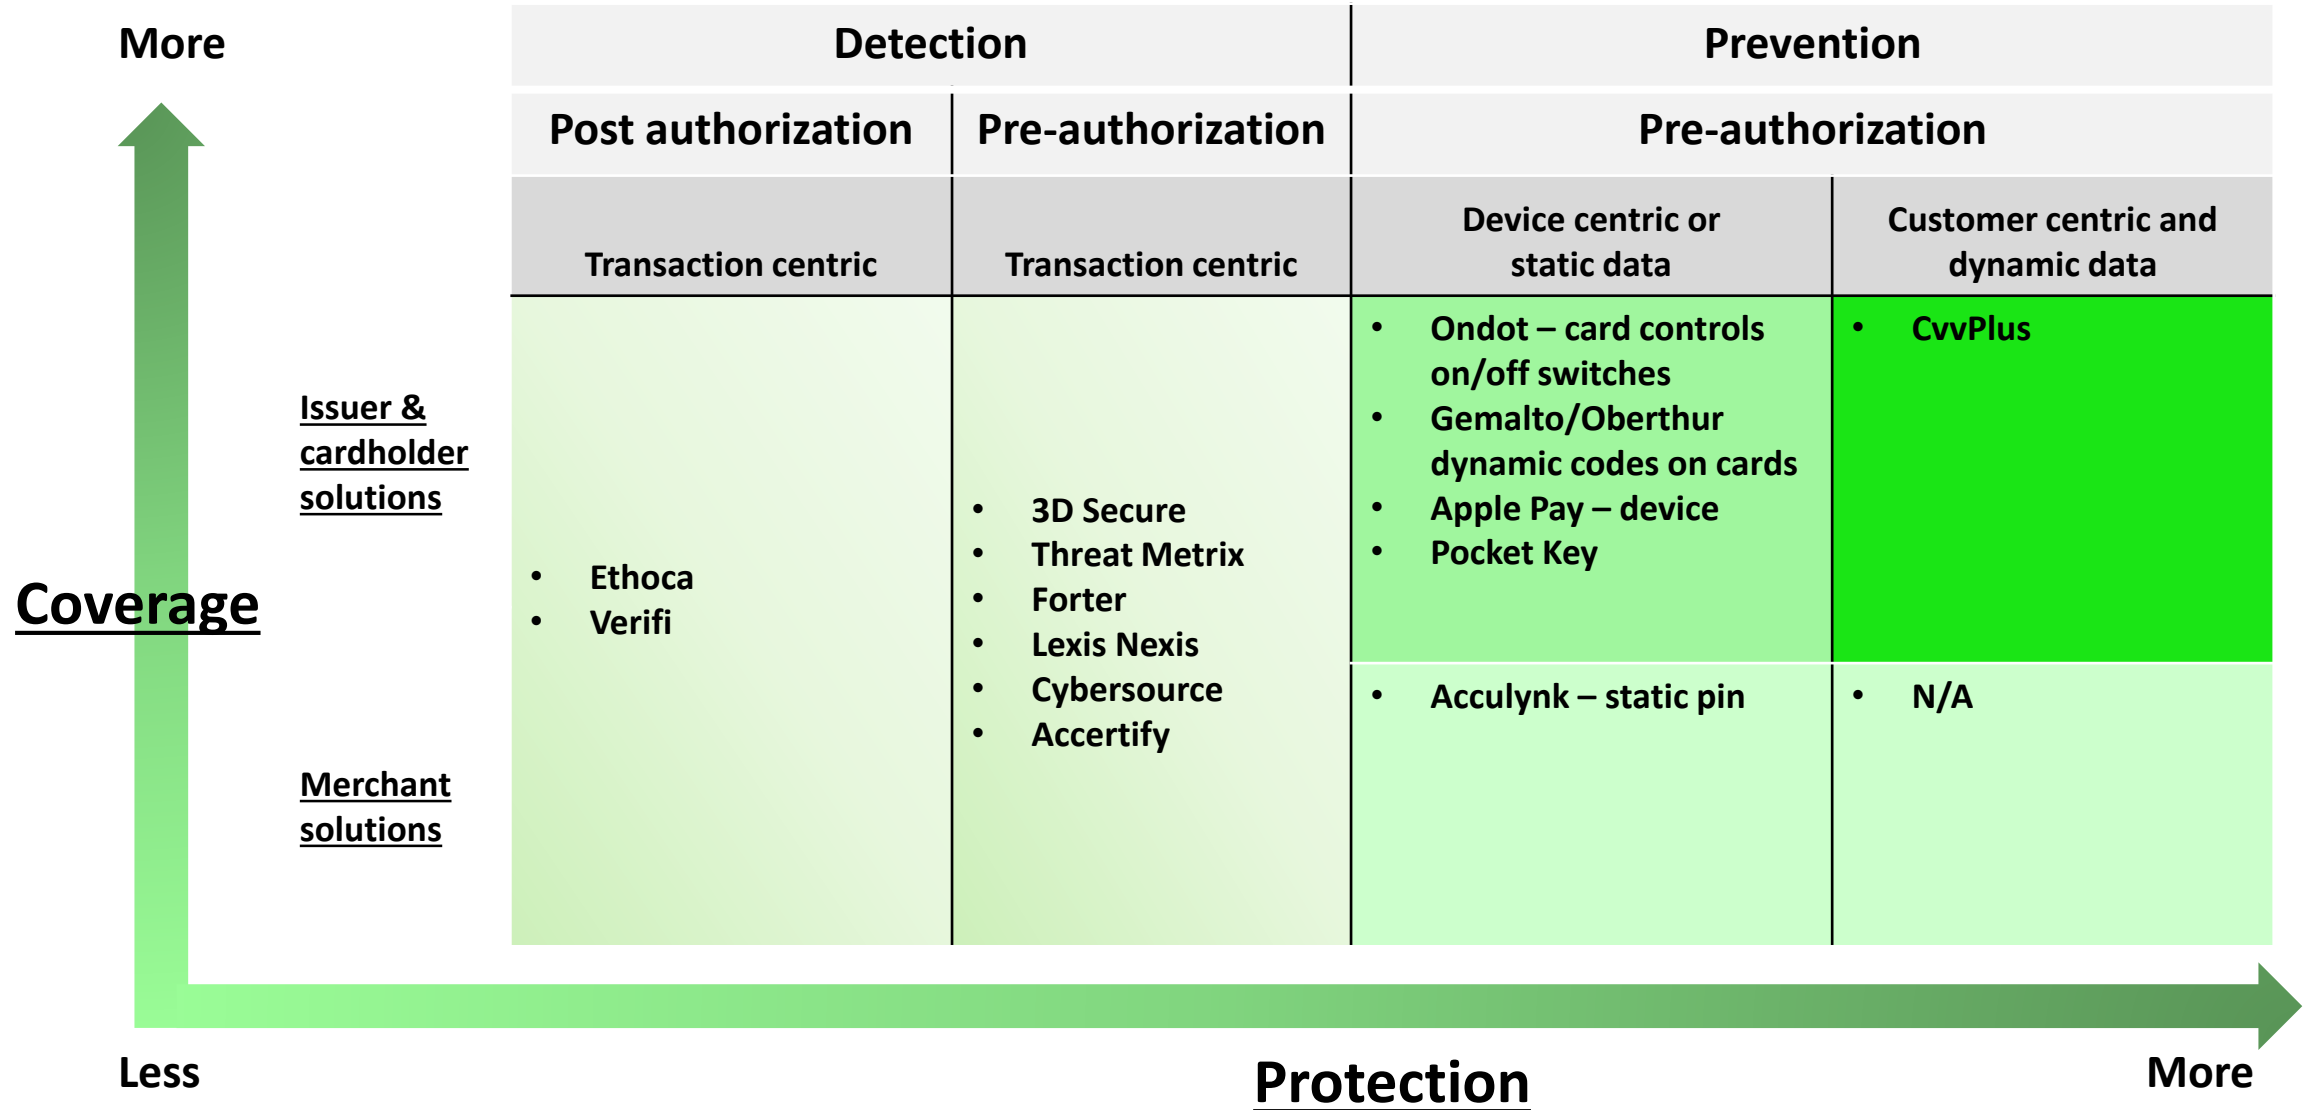 More
Detection
Prevention
Post authorization
Pre-authorization
Pre-authorization
Transaction centric
Transaction centric
Device centric or
static data
Customer centric and
dynamic data
Coverage
Issuer &
cardholder
solutions
Merchant
solutions
• Ethoca
• Verifi
• 3D Secure
• Threat Metrix
• Forter
• Lexis Nexis
• Cybersource
• Accertify
• Ondot – card controls
on/off switches
• Gemalto/Oberthur
dynamic codes on cards
• Apple Pay – device
• Pocket Key
• CvvPlus
• Acculynk – static pin
• N/A
Less
Protection
More